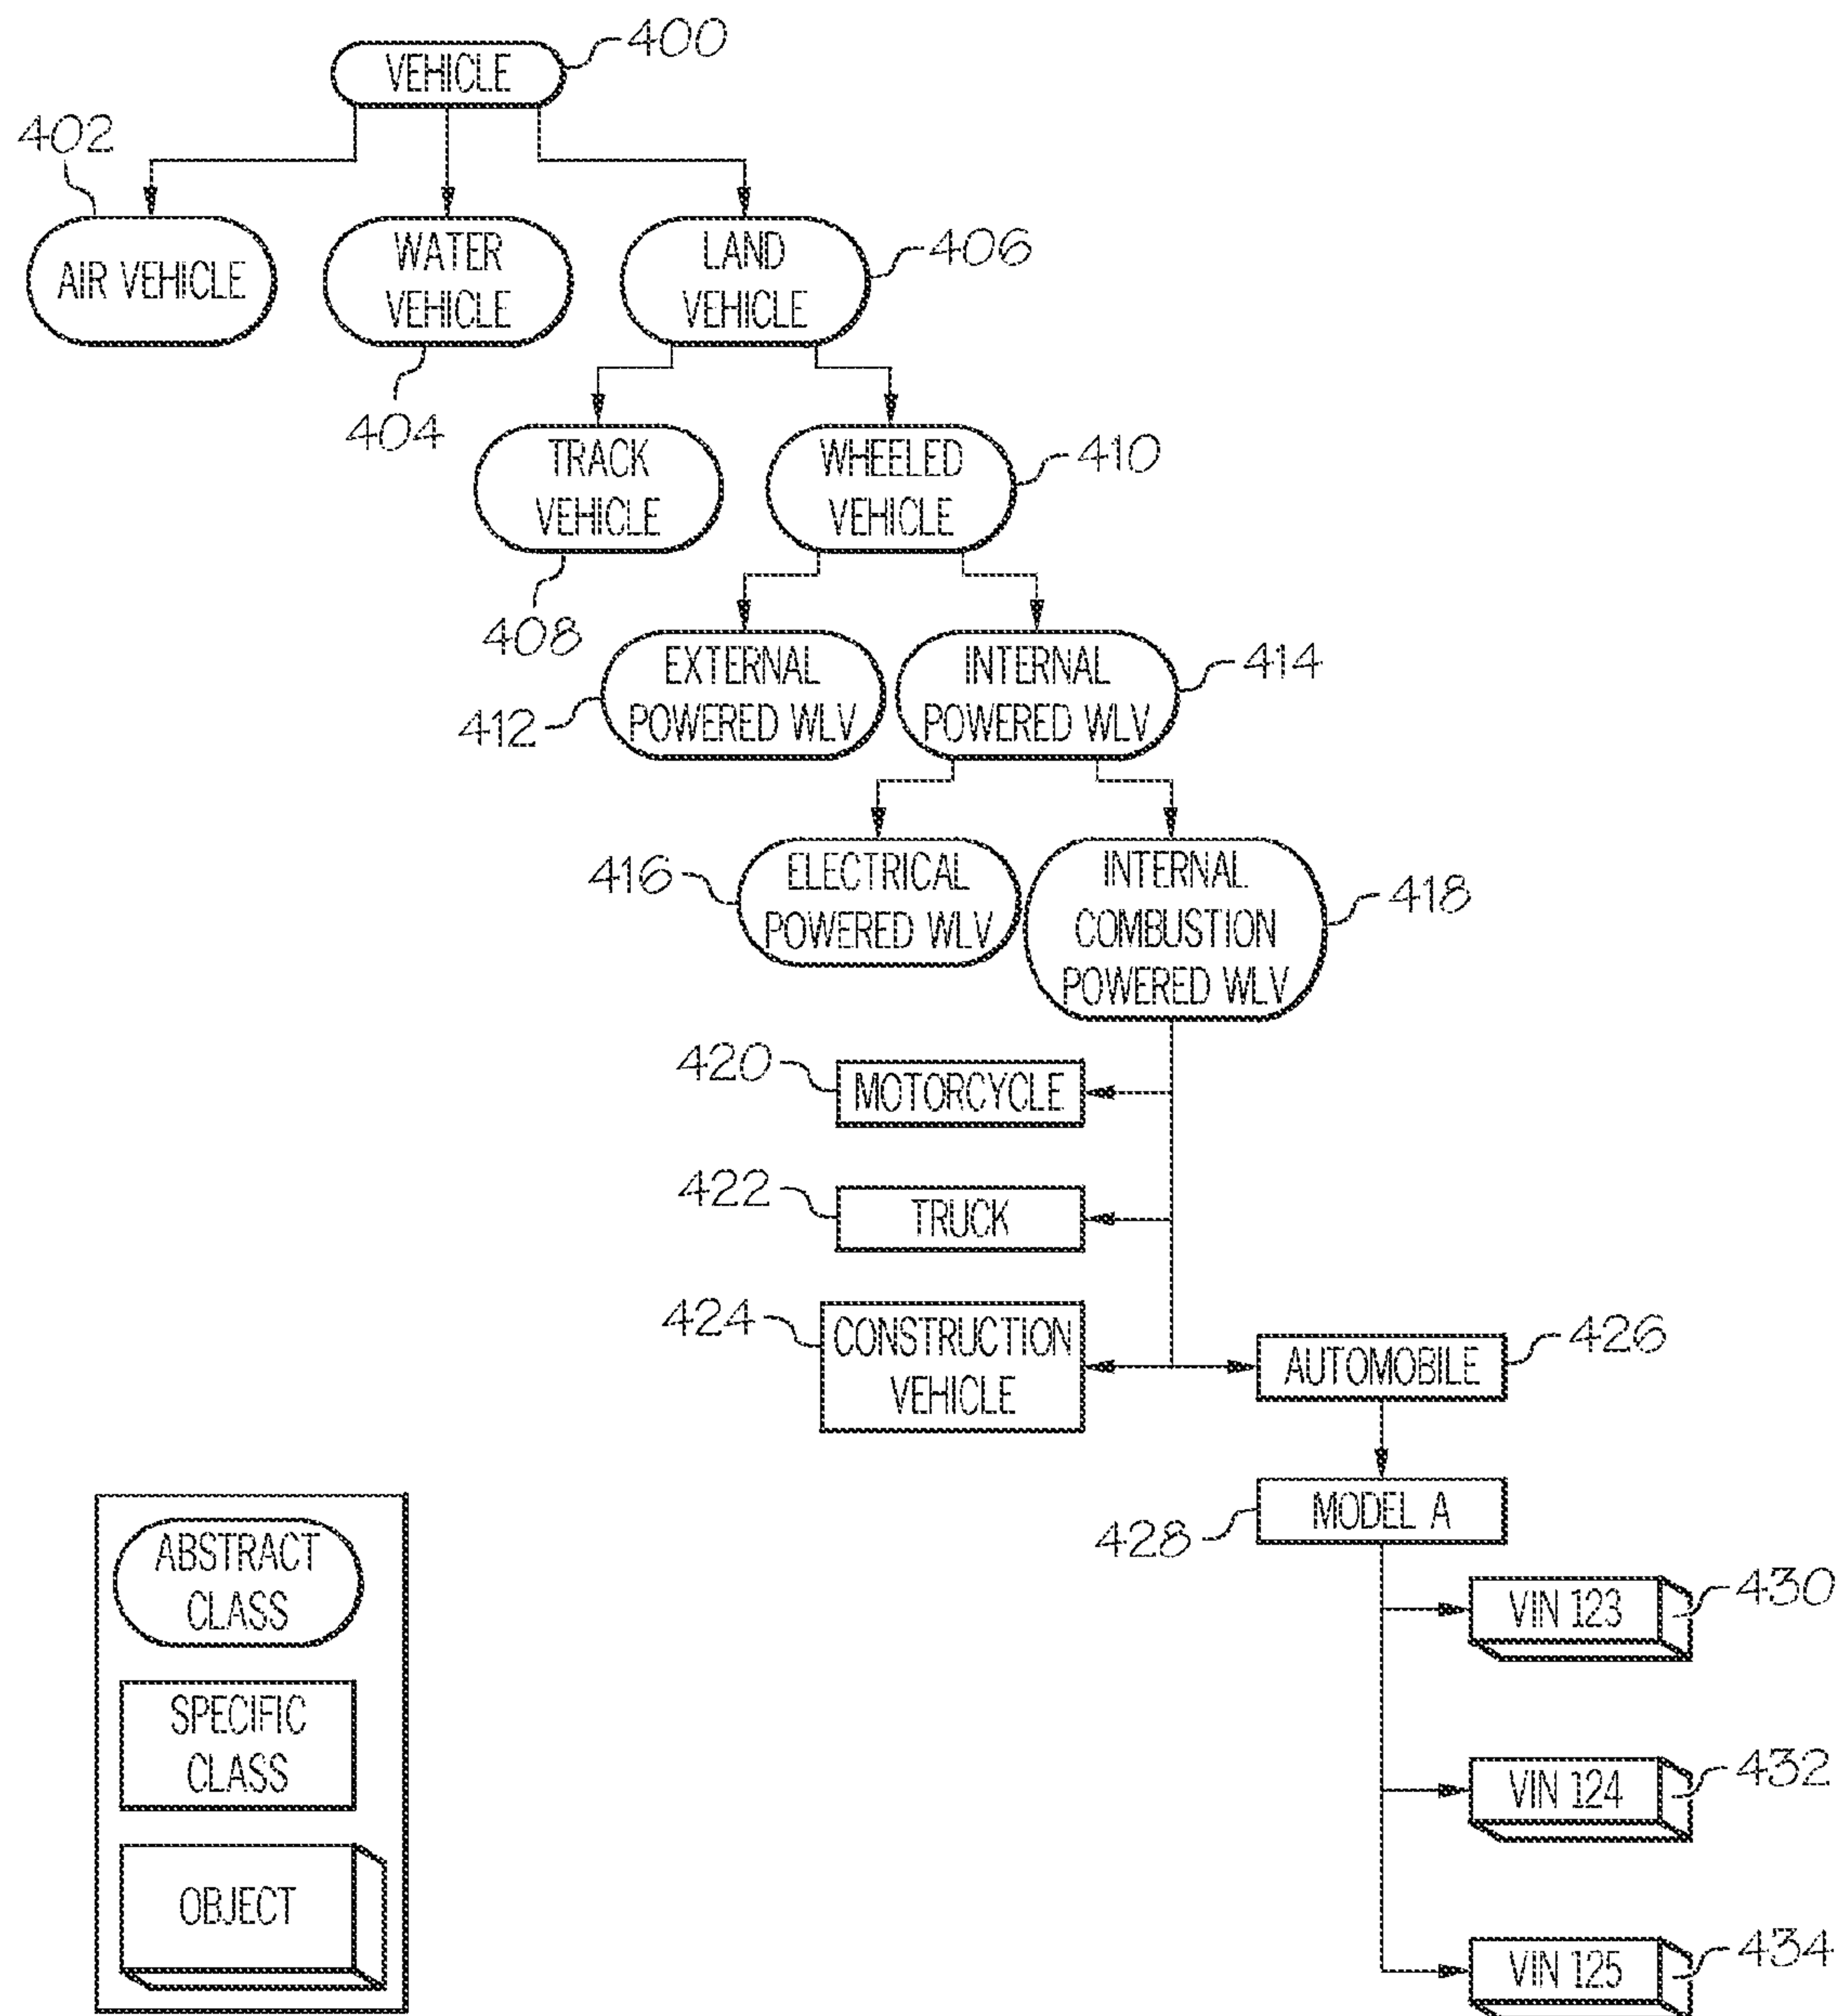 400
VEHICLE
402
AIR VEHICLE
WATER
VEHICLE
404
LAND
VEHICLE
406
TRACK
VEHICLE
408
WHEELED
VEHICLE
410
EXTERNAL
POWERED WLV
412
INTERNAL
POWERED WLV
414
416
ELECTRICAL
POWERED WLV
INTERNAL
COMBUSTION
POWERED WLV
418
420
MOTORCYCLE
422
TRUCK
424
CONSTRUCTION
VEHICLE
AUTOMOBILE
426
MODEL A
428
VIN 123
430
VIN 124
432
VIN 125
434
ABSTRACT
CLASS
SPECIFIC
CLASS
OBJECT